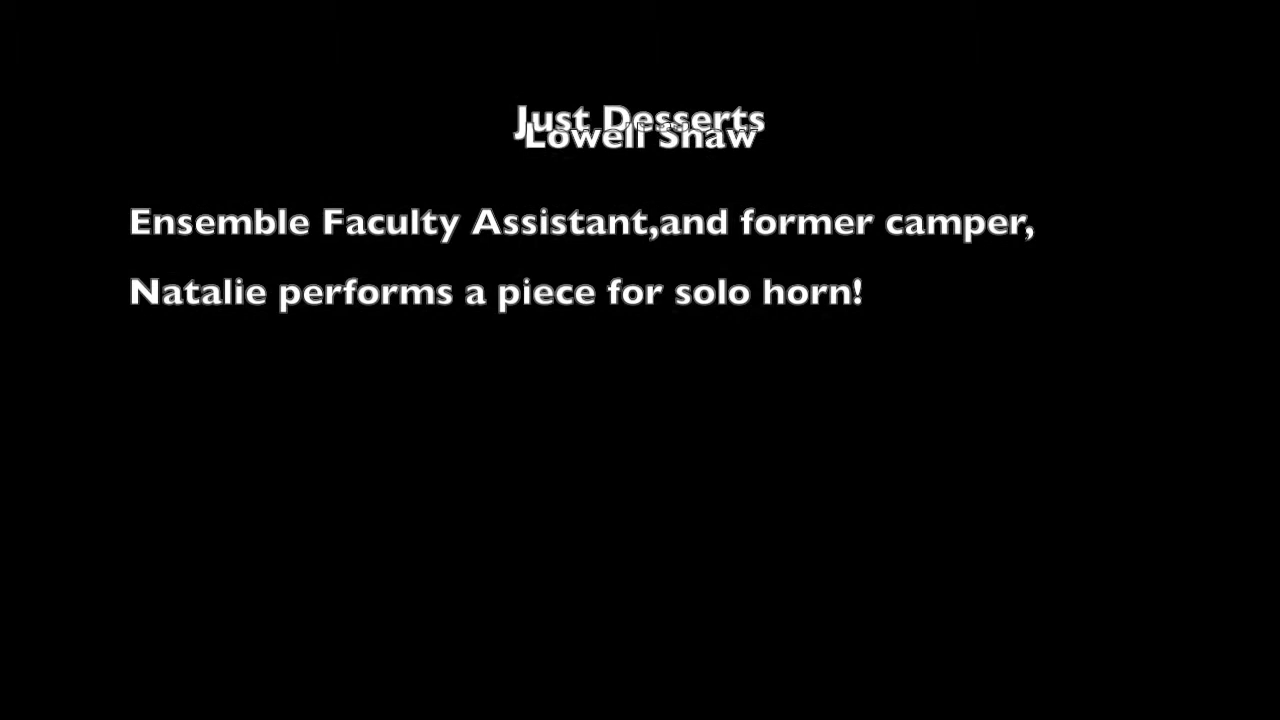 Just Desserts
Lowell Shaw
Ensemble Faculty Assistant,and former camper,
Natalie performs a piece for solo horn!